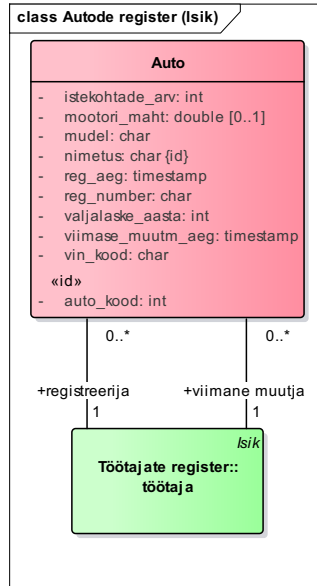 class Autode register (Isik)
Auto
- istekohtade_arv: int
- mootori_maht: double [0..1]
- mudel: char
- nimetus: char {id}
- reg_aeg: timestamp
- reg_number: char
- valjalaske_aasta: int
- viimase_muutm_aeg: timestamp
- vin_kood: char
«id»
- auto_kood: int
0..* 0..*
+registreerija +viimane muutja
1 1
Isik
Töötajate register::
töötaja